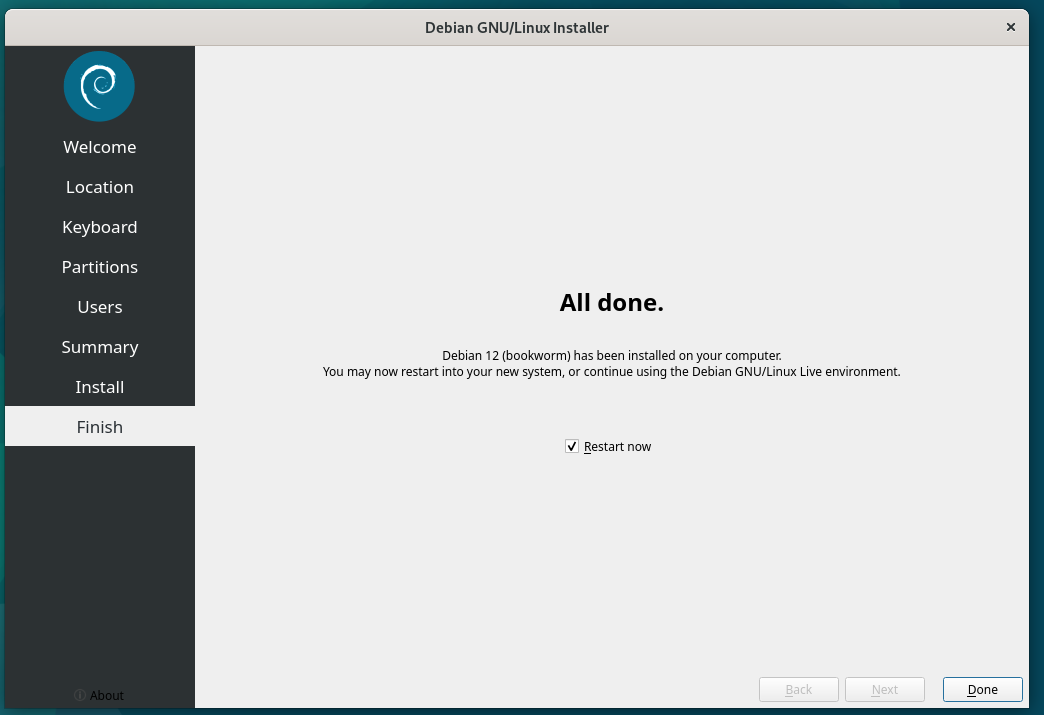 Debian GNU/Linux Installer
Welcome
Location
Keyboard
Partitions
Users
Summary
Install
Finish
About
All done.
Debian 12 (bookworm) has been installed on your computer.
You may now restart into your new system, or continue using the Debian GNU/Linux Live environment.
Restart now
Back
Next
Done